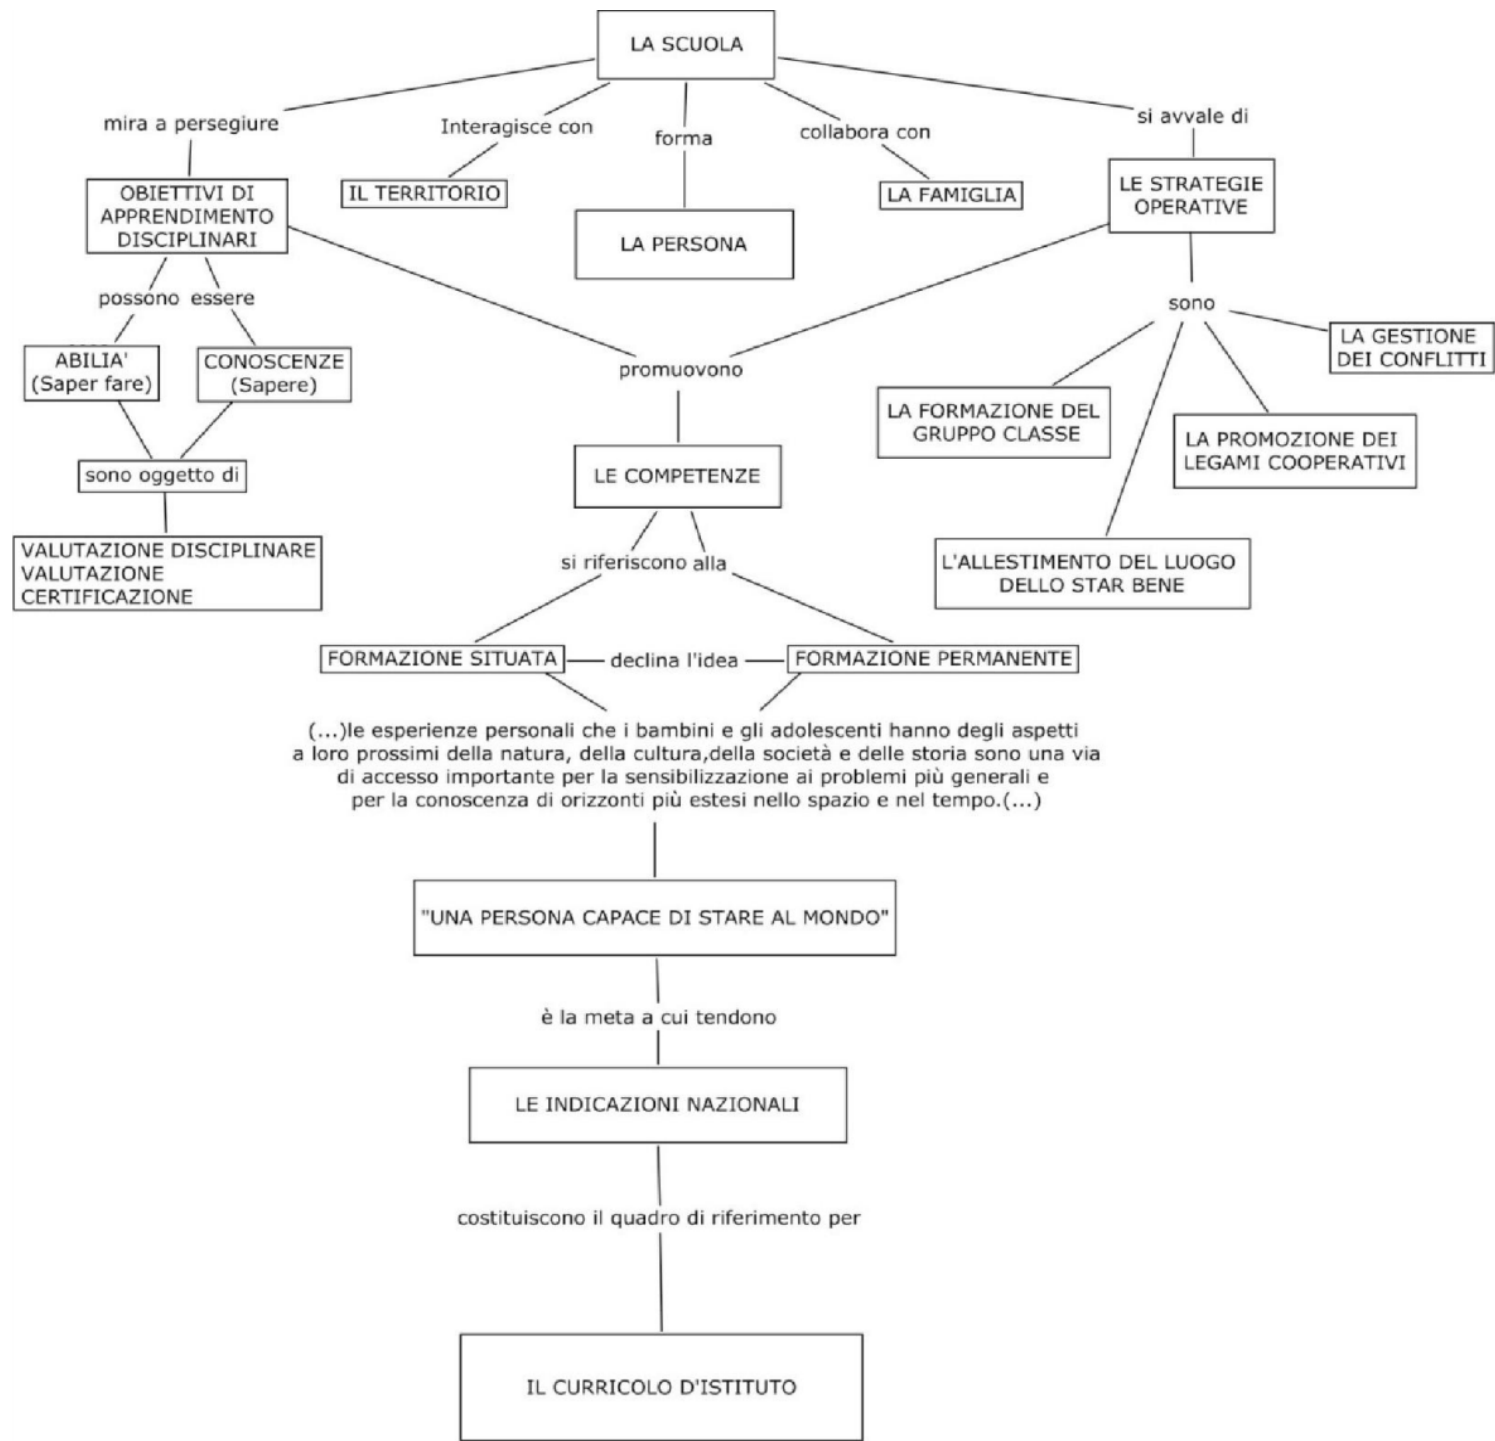 LA SCUOLA
mira a persegiure
Interagisce con
forma
collabora con
si avvale di
OBIETTIVI DI
APPRENDIMENTO
DISCIPLINARI
IL TERRITORIO
LA PERSONA
LA FAMIGLIA
LE STRATEGIE
OPERATIVE
possono essere
sono
ABILIA'
(Saper fare)
CONOSCENZE
(Sapere)
promuovono
LA GESTIONE
DEI CONFLITTI
LA FORMAZIONE DEL
GRUPPO CLASSE
LA PROMOZIONE DEI
LEGAMI COOPERATIVI
sono oggetto di
LE COMPETENZE
VALUTAZIONE DISCIPLINARE
VALUTAZIONE
CERTIFICAZIONE
si riferiscono alla
L'ALLESTIMENTO DEL LUOGO
DELLO STAR BENE
FORMAZIONE SITUATA
declina l'idea
FORMAZIONE PERMANENTE
(...)le esperienze personali che i bambini e gli adolescenti hanno degli aspetti
a loro prossimi della natura, della cultura,della società e delle storia sono una via
di accesso importante per la sensibilizzazione ai problemi più generali e
per la conoscenza di orizzonti più estesi nello spazio e nel tempo.(...)
"UNA PERSONA CAPACE DI STARE AL MONDO"
è la meta a cui tendono
LE INDICAZIONI NAZIONALI
costituiscono il quadro di riferimento per
IL CURRICOLO D'ISTITUTO